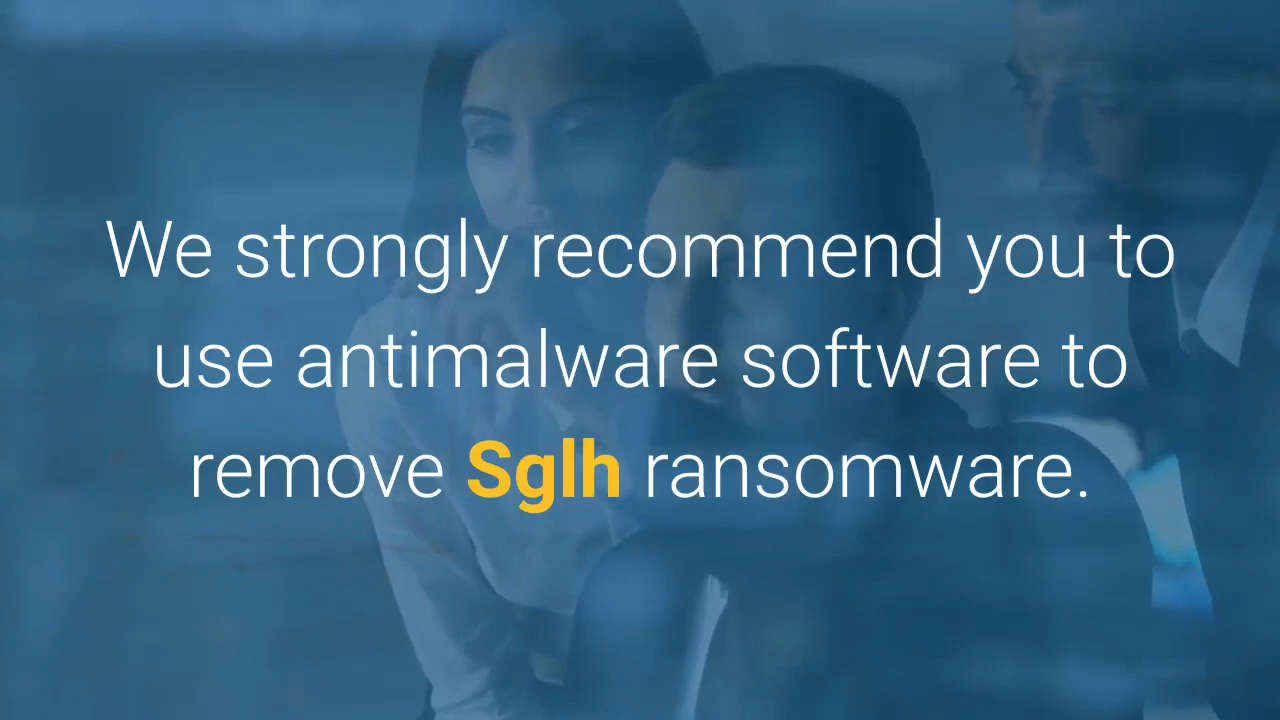 We strongly recommend you to
use antimalware software to
remove Sglh ransomware.